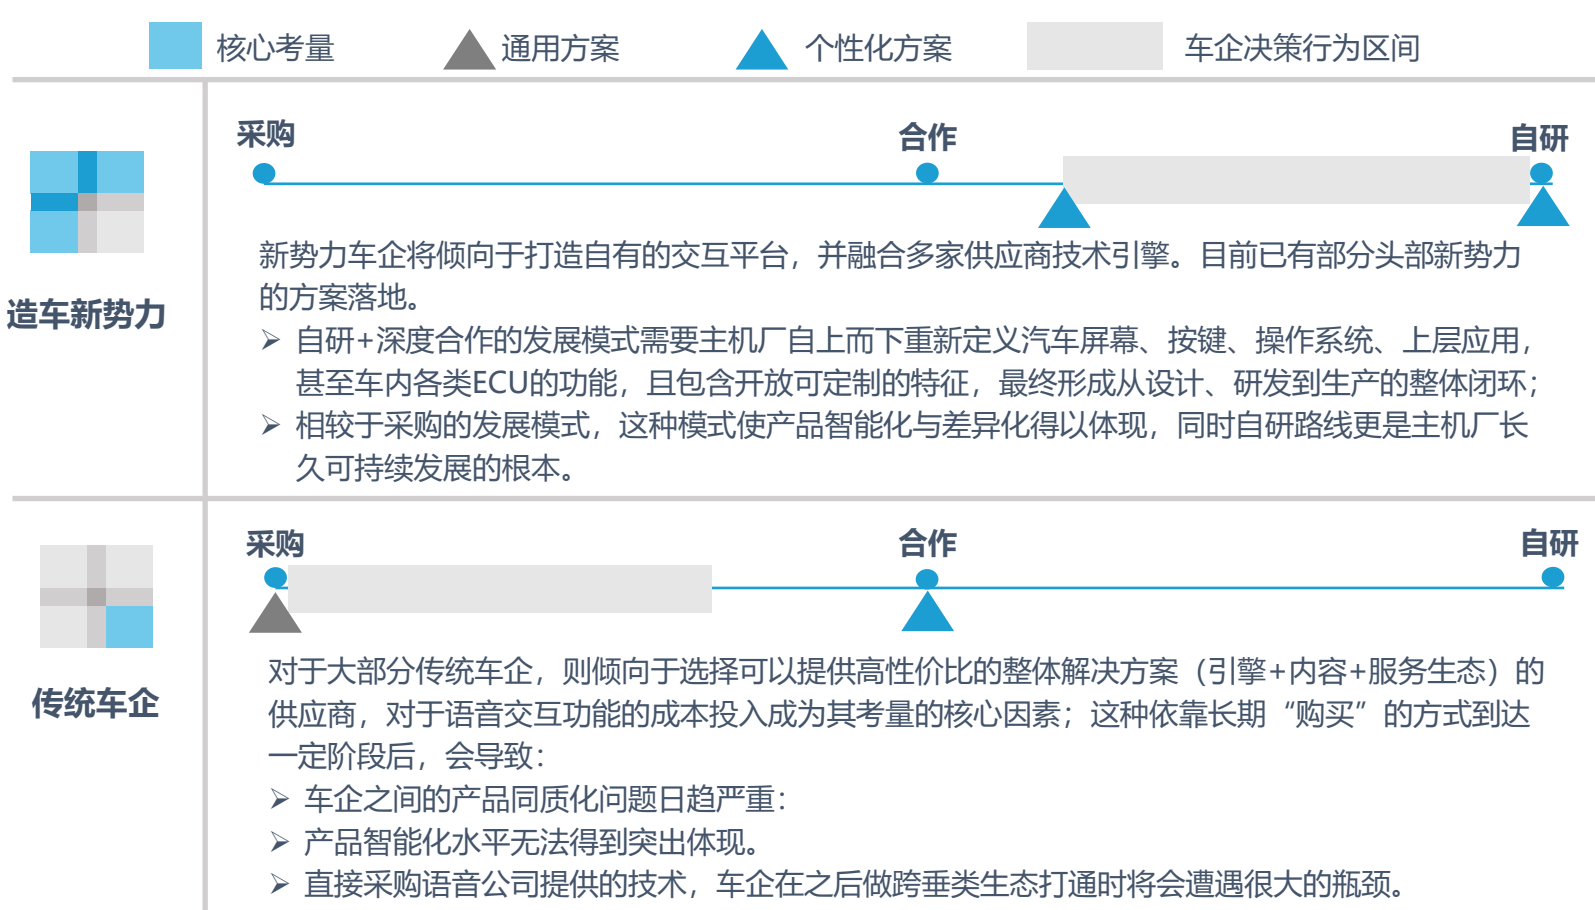 核心考量
通用方案
个性化方案
车企决策行为区间
采购
合作
自研
造车新势力
新势力车企将倾向于打造自有的交互平台，并融合多家供应商技术引擎。目前已有部分头部新势力
的方案落地。
➢ 自研+深度合作的发展模式需要主机厂自上而下重新定义汽车屏幕、按键、操作系统、上层应用，
甚至车内各类ECU的功能，且包含开放可定制的特征，最终形成从设计、研发到生产的整体闭环；
➢ 相较于采购的发展模式，这种模式使产品智能化与差异化得以体现，同时自研路线更是主机厂长
久可持续发展的根本。
采购
合作
自研
传统车企
对于大部分传统车企，则倾向于选择可以提供高性价比的整体解决方案（引擎+内容+服务生态）的
供应商，对于语音交互功能的成本投入成为其考量的核心因素；这种依靠长期“购买”的方式到达
一定阶段后，会导致：
➢ 车企之间的产品同质化问题日趋严重：
➢ 产品智能化水平无法得到突出体现。
➢ 直接采购语音公司提供的技术，车企在之后做跨垂类生态打通时将会遭遇很大的瓶颈。